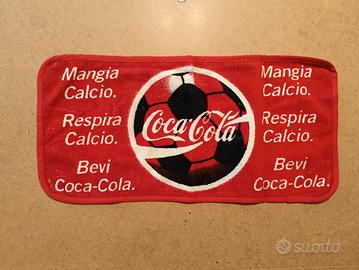 Mangia
Calcio.
Respira
Calcio.
Bevi
Coca-Cola.
Coca-Cola
Mangia
Calcio.
Respira
Calcio.
Bevi
Coca-Cola.
subito